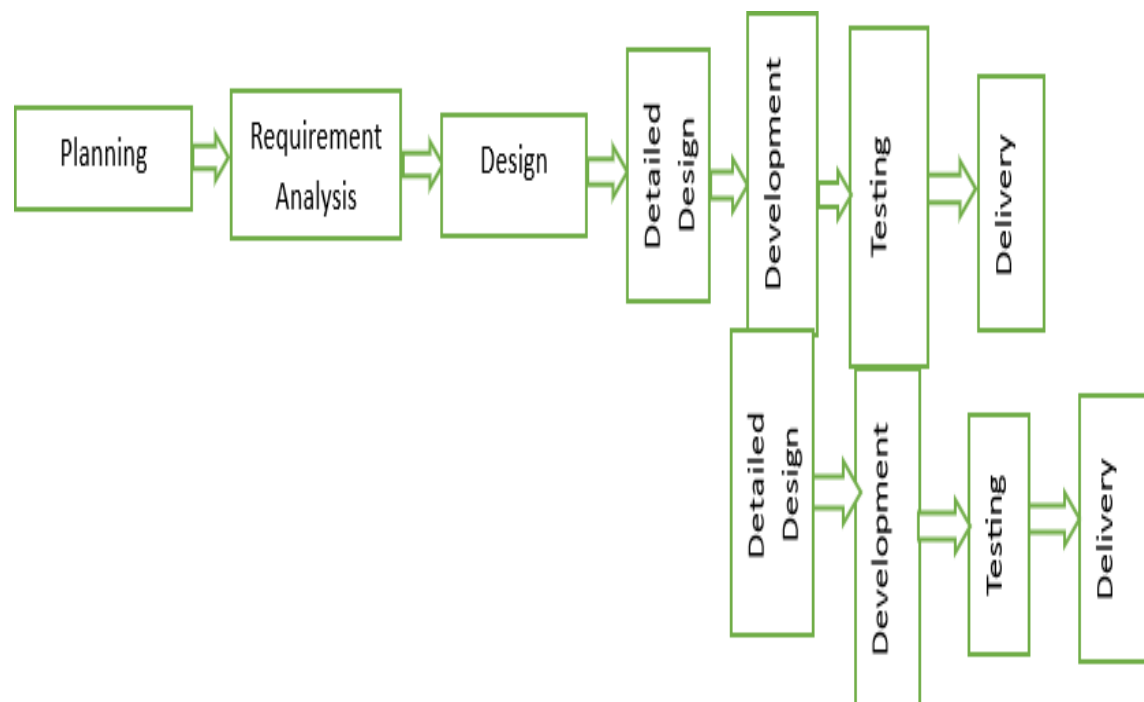 Planning
Requirement
Analysis
Design
Detailed
Design
Development
Testing
Delivery
Detailed
Design
Development
Testing
Delivery